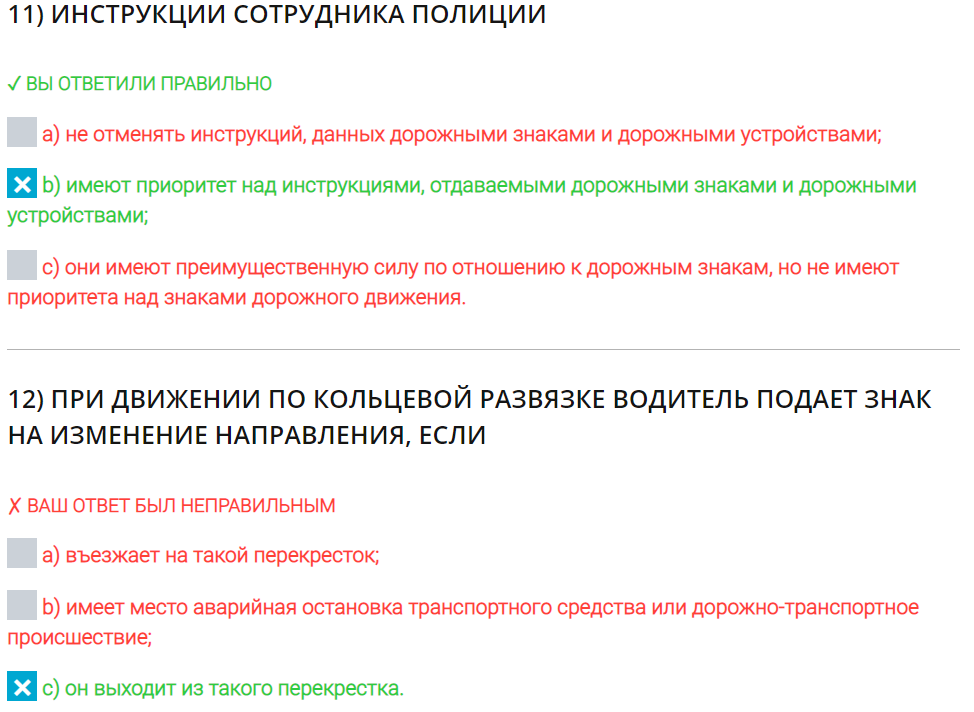 11) ИНСТРУКЦИИ СОТРУДНИКА ПОЛИЦИИ
✓ ВЫ ОТВЕТИЛИ ПРАВИЛЬНО
a) не отменять инструкций, данных дорожными знаками и дорожными устройствами;
b) имеют приоритет над инструкциями, отдаваемыми дорожными знаками и дорожными
устройствами;
c) они имеют преимущественную силу по отношению к дорожным знакам, но не имеют
приоритета над знаками дорожного движения.
12) ПРИ ДВИЖЕНИИ ПО КОЛЬЦЕВОЙ РАЗВЯЗКЕ ВОДИТЕЛЬ ПОДАЕТ ЗНАК
НА ИЗМЕНЕНИЕ НАПРАВЛЕНИЯ, ЕСЛИ
✗ ВАШ ОТВЕТ БЫЛ НЕПРАВИЛЬНЫМ
a) въезжает на такой перекресток;
b) имеет место аварийная остановка транспортного средства или дорожно-транспортное
происшествие;
c) он выходит из такого перекрестка.